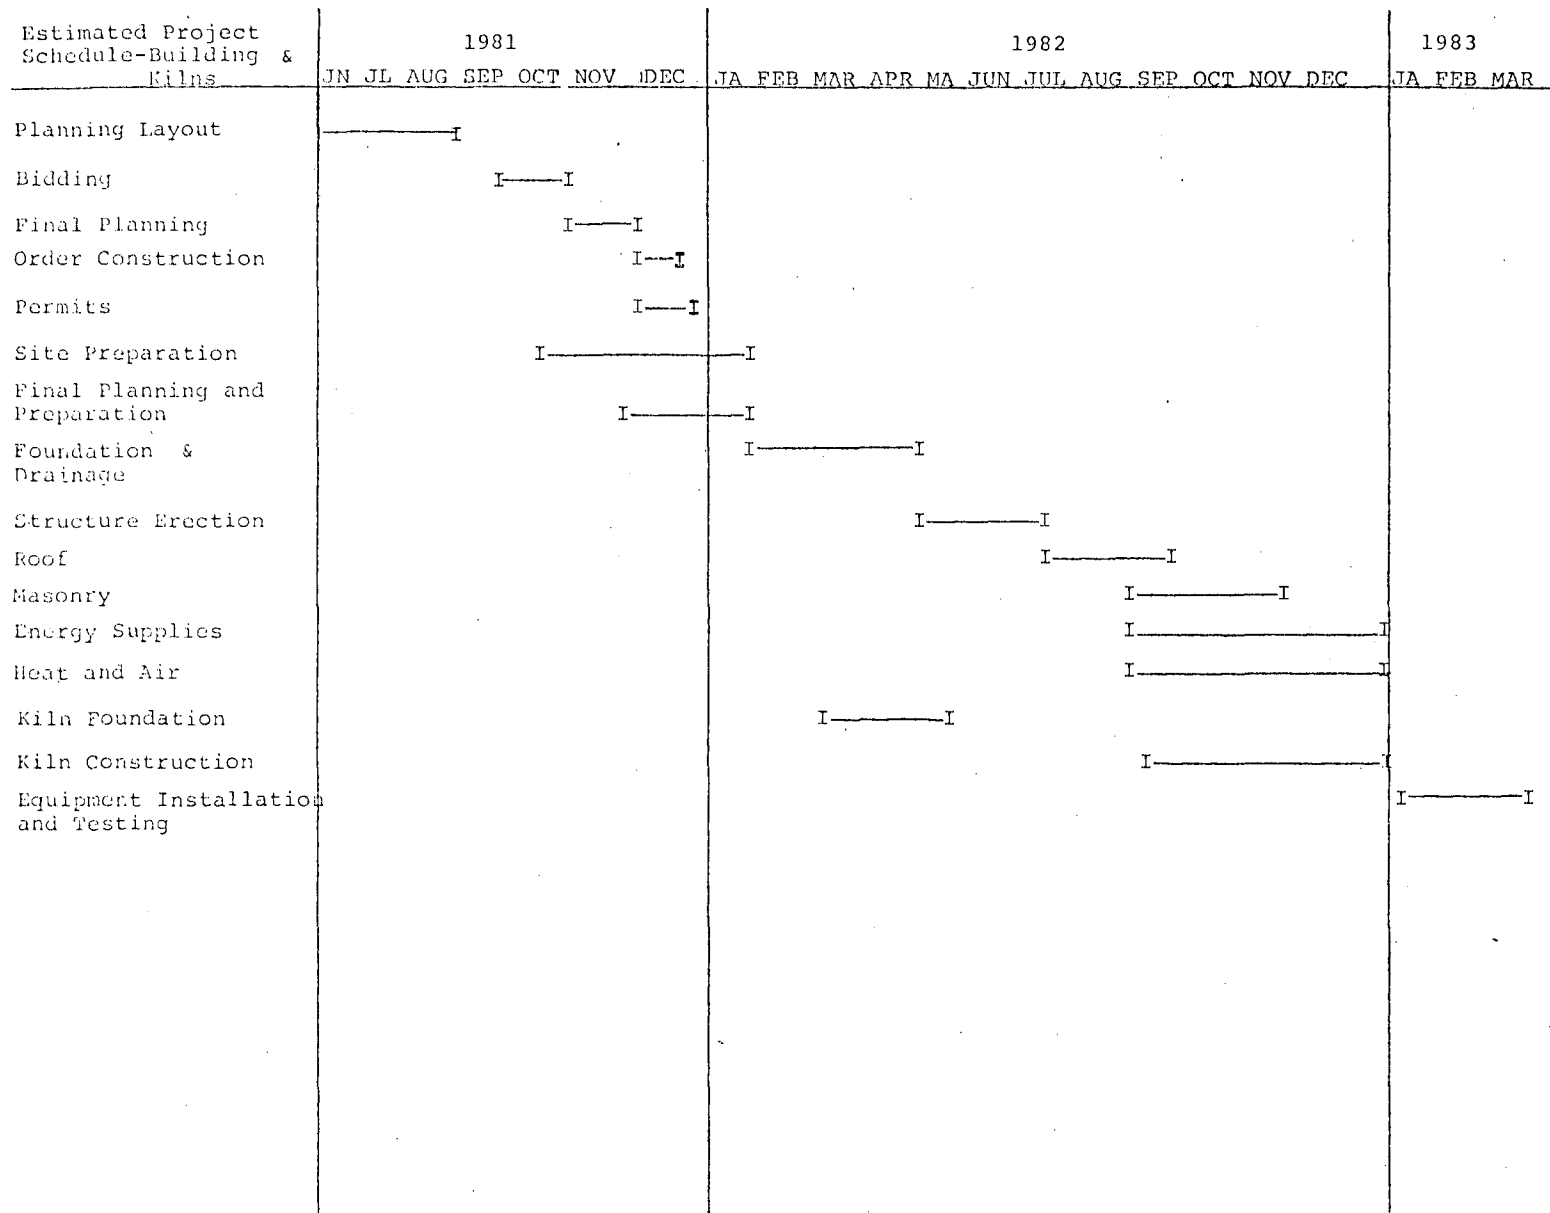 Estimated Project
Schedule-Building &
Kilns
1981
1982
1983
JN JL AUG SEP OCT NOV DEC JA FEB MAR APR MA JUN JUL AUG SEP OCT NOV DEC JA FEB MAR
Planning Layout
Bidding
Final Planning
Order Construction
Permits
Site Preparation
Final Planning and
Preparation
Foundation &
Drainage
Structure Erection
Roof
Masonry
Energy Supplies
Heat and Air
Kiln Foundation
Kiln Construction
Equipment Installation
and Testing